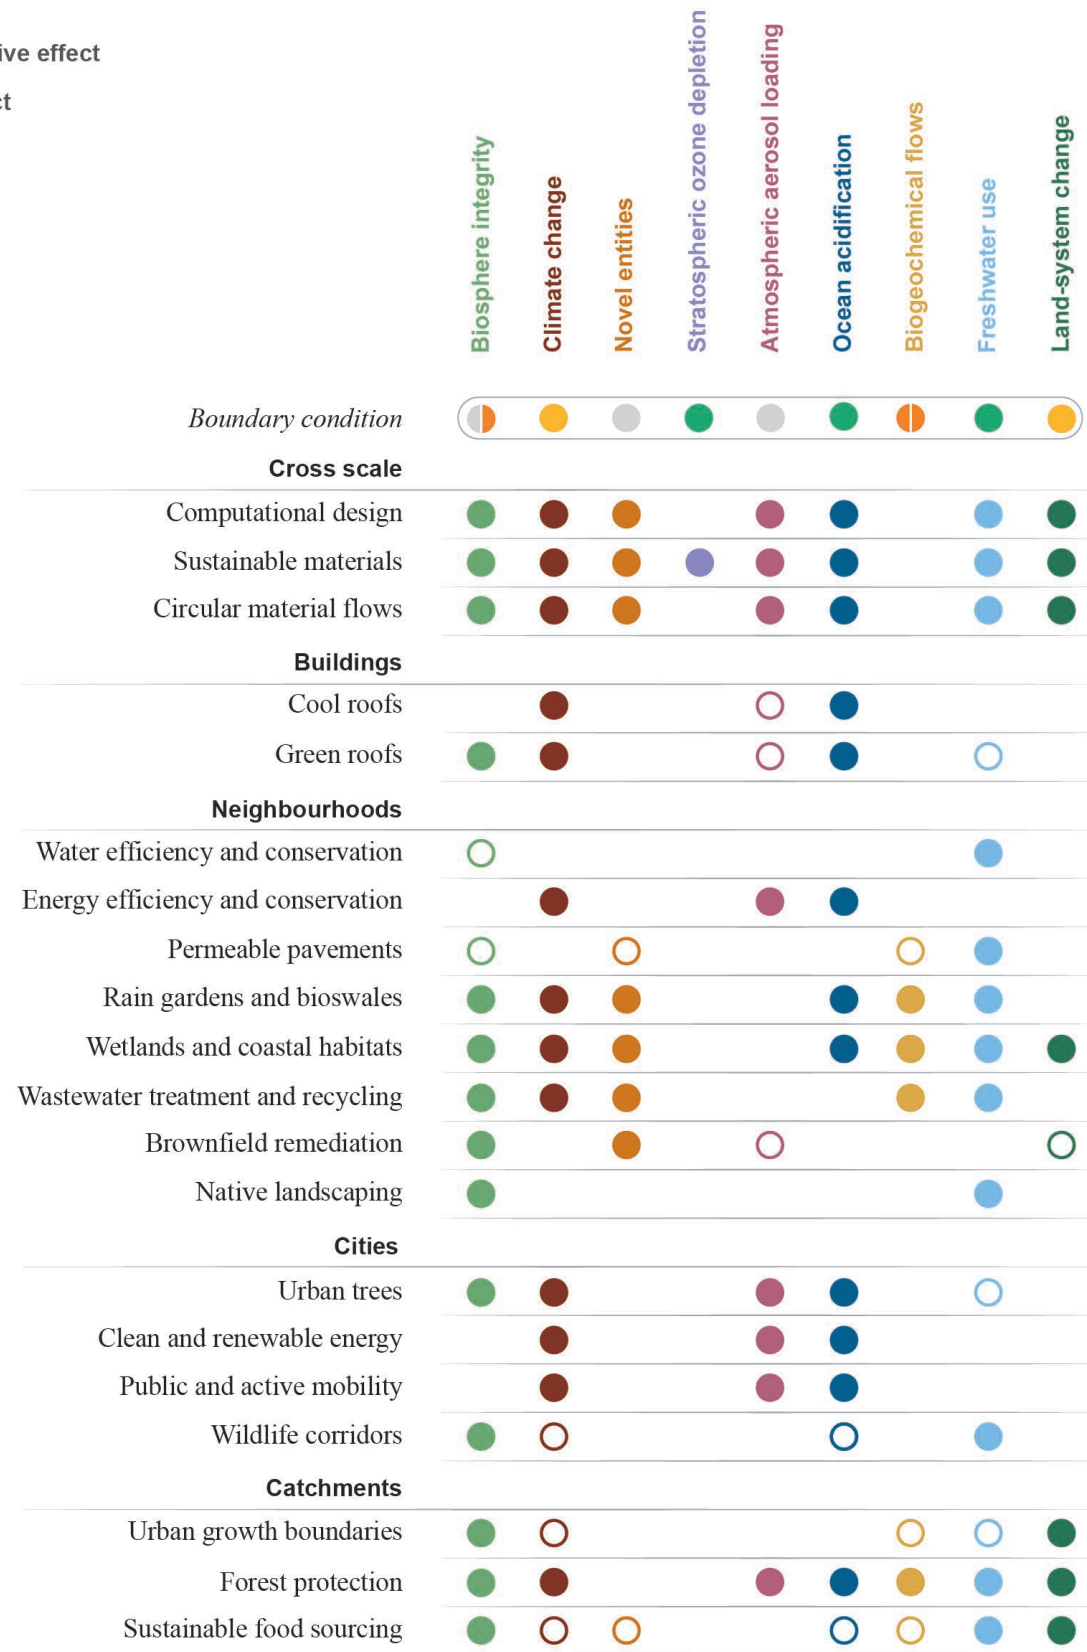 ive effect
ct
Biosphere integrity
Climate change
Novel entities
Stratospheric ozone depletion
Atmospheric aerosol loading
Ocean acidification
Biogeochemical flows
Freshwater use
Land-system change
Boundary condition
Cross scale
Computational design
Sustainable materials
Circular material flows
Buildings
Cool roofs
Green roofs
Neighbourhoods
Water efficiency and conservation
Energy efficiency and conservation
Permeable pavements
Rain gardens and bioswales
Wetlands and coastal habitats
Wastewater treatment and recycling
Brownfield remediation
Native landscaping
Cities
Urban trees
Clean and renewable energy
Public and active mobility
Wildlife corridors
Catchments
Urban growth boundaries
Forest protection
Sustainable food sourcing